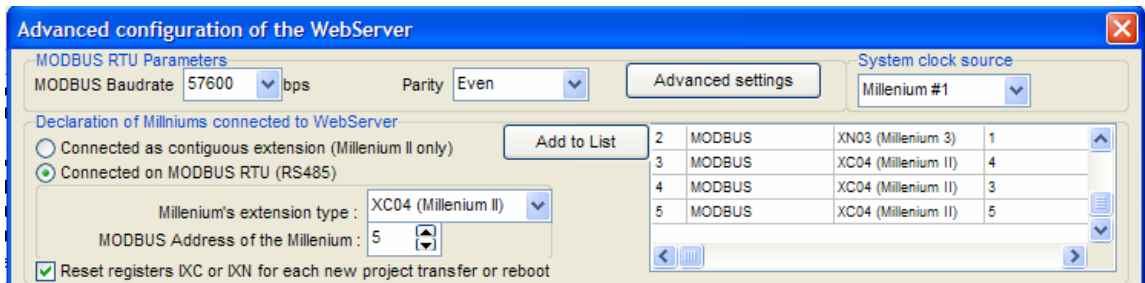 Advanced configuration of the WebServer
MODBUS RTU Parameters
MODBUS Baudrate 57600 bps Parity Even Advanced settings
System clock source
Millenium #1
Declaration of Millniums connected to WebServer
Connected as contiguous extension (Millenium II only)
Connected on MODBUS RTU (RS485)
Add to List
Millenium's extension type : XC04 (Millenium II)
MODBUS Address of the Millenium : 5
Reset registers IXC or IXN for each new project transfer or reboot
2 MODBUS XN03 (Millenium 3) 1
3 MODBUS XC04 (Millenium II) 4
4 MODBUS XC04 (Millenium II) 3
5 MODBUS XC04 (Millenium II) 5